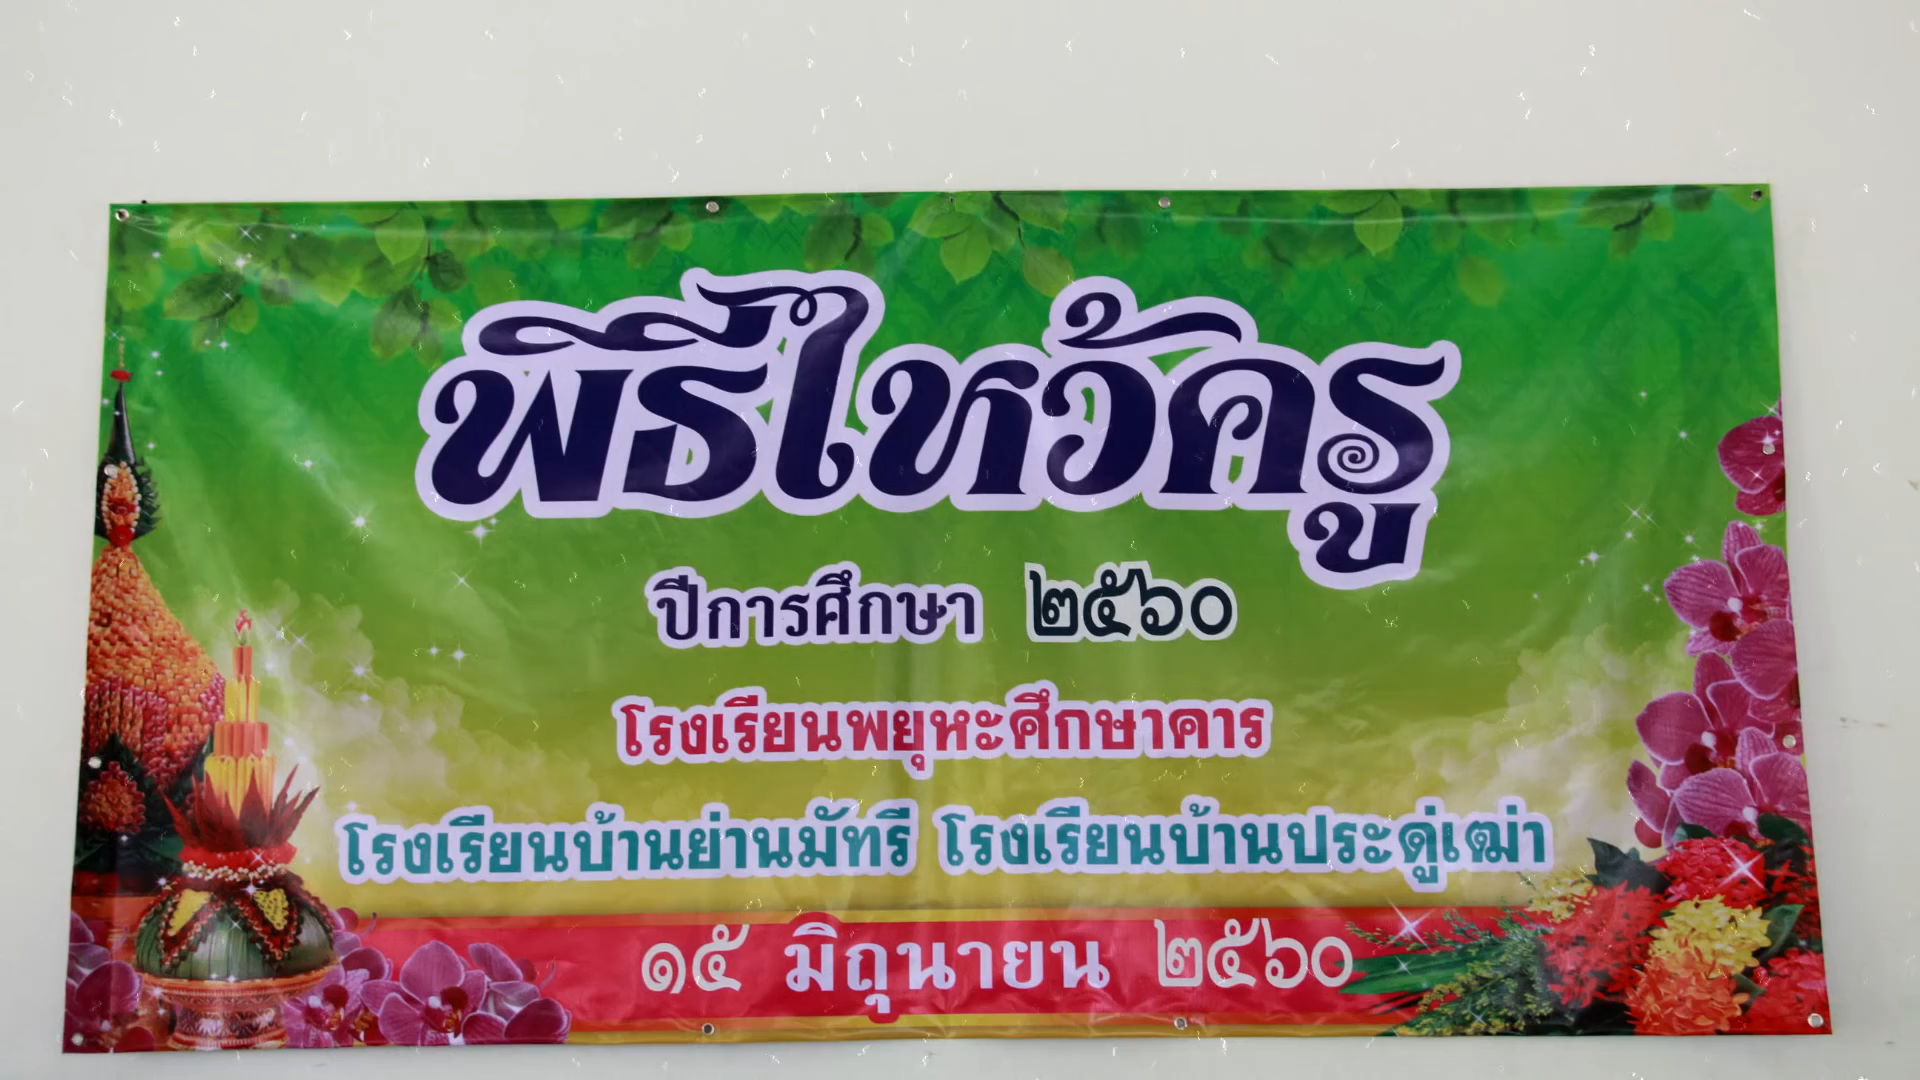 พิธีไหว้ครู
ปีการศึกษา ๒๕๖๐
โรงเรียนพยุหะศึกษาคาร
โรงเรียนบ้านย่านมัทรี โรงเรียนบ้านประดู่เฒ่า
๑๕ มิถุนายน ๒๕๖๐